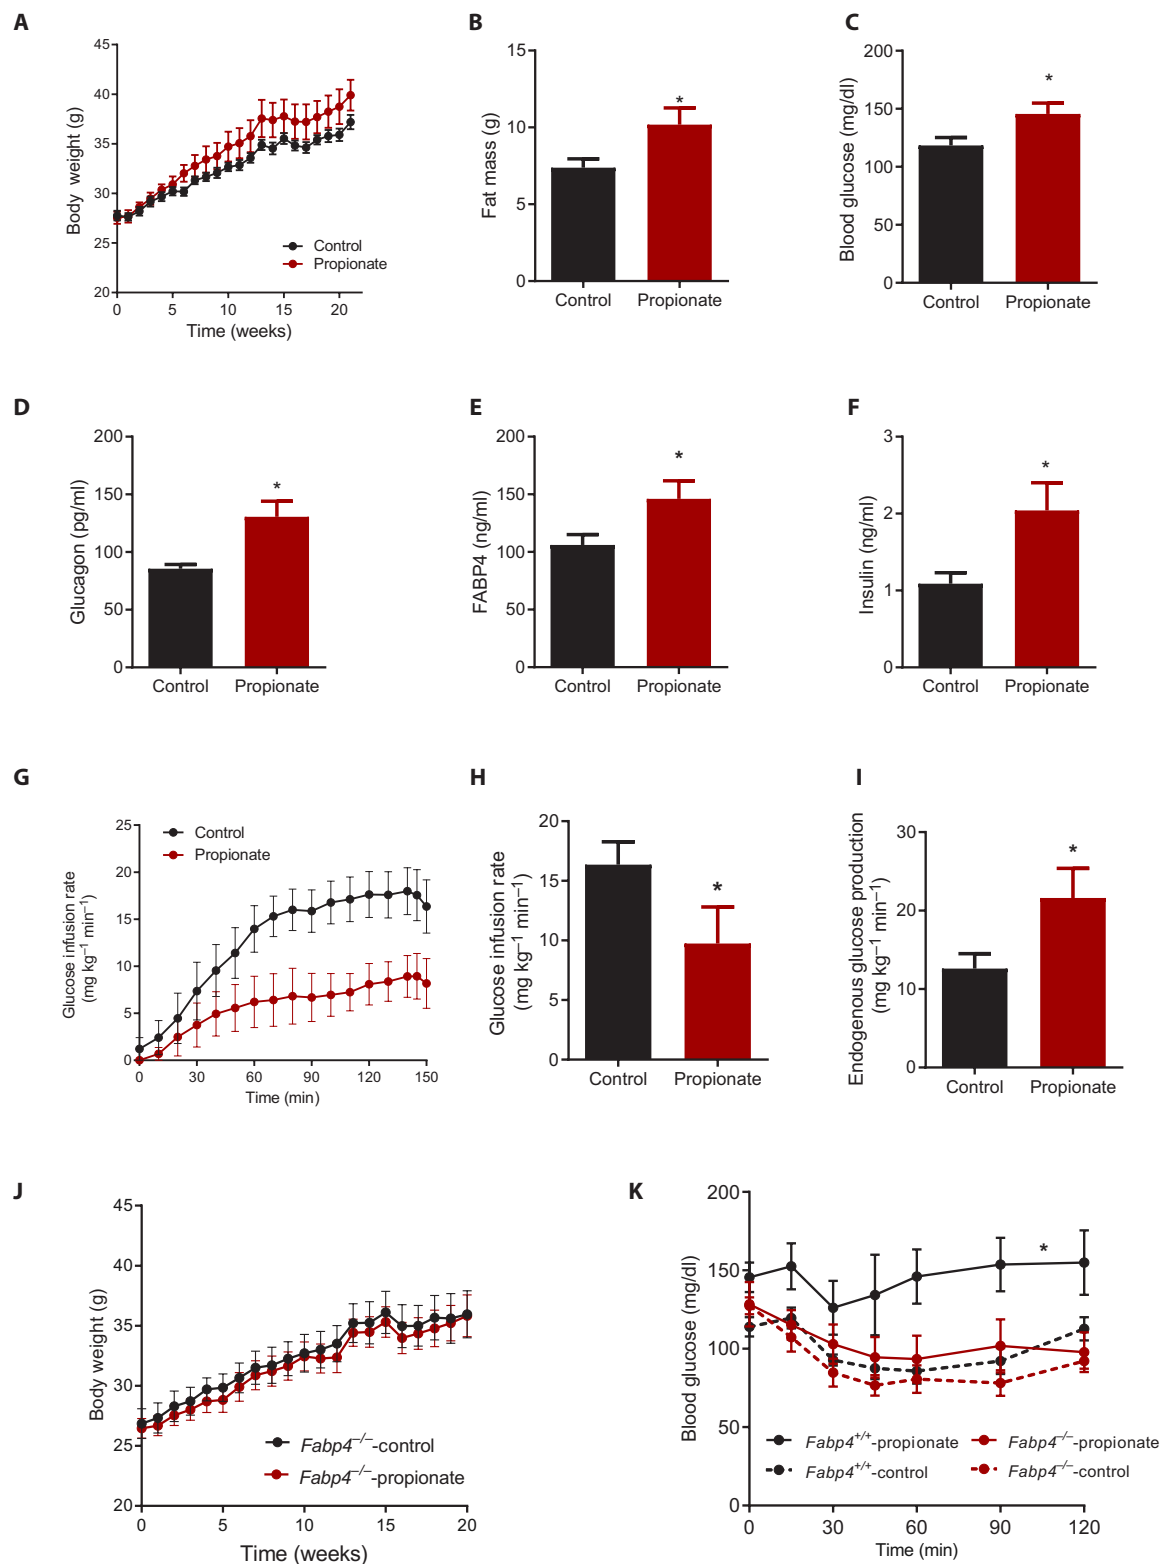 A
Body weight (g)
45
40
35
30
25
20
0 5 10 15 20
Time (weeks)
Control
Propionate
B
Fat mass (g)
15
10
5
0
*
Control Propionate
C
Blood glucose (mg/dl)
200
150
100
50
0
*
Control Propionate
D
Glucagon (pg/ml)
200
150
100
50
0
*
Control Propionate
E
FABP4 (ng/ml)
200
150
100
50
0
*
Control Propionate
F
Insulin (ng/ml)
3
2
1
0
*
Control Propionate
G
Glucose infusion rate
(mg kg⁻¹ min⁻¹)
25
20
15
10
5
0
Control
Propionate
0 30 60 90 120 150
Time (min)
H
Glucose infusion rate
(mg kg⁻¹ min⁻¹)
20
15
10
5
0
*
Control Propionate
I
Endogenous glucose production
(mg kg⁻¹ min⁻¹)
30
20
10
0
*
Control Propionate
J
Body weight (g)
45
40
35
30
25
20
Fabp4⁻/⁻-control
Fabp4⁻/⁻-propionate
0 5 10 15 20
Time (weeks)
K
Blood glucose (mg/dl)
200
150
100
50
0
*
Fabp4⁺/⁺-propionate Fabp4⁻/⁻-propionate
Fabp4⁺/⁺-control Fabp4⁻/⁻-control
0 30 60 90 120
Time (min)